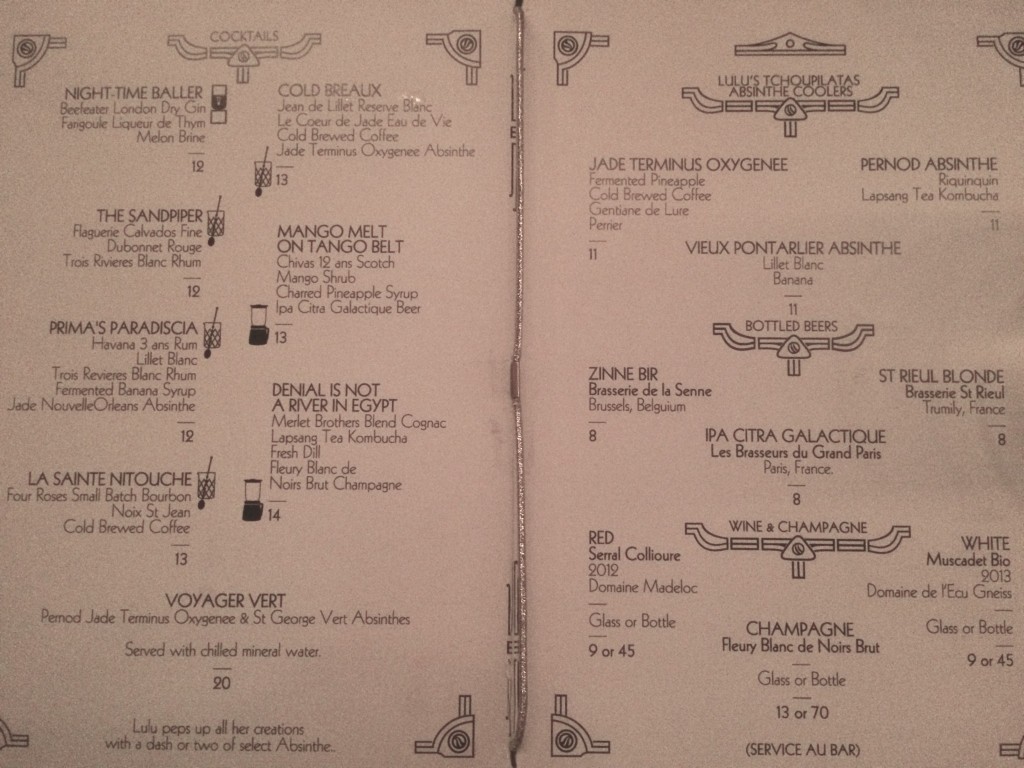 COCKTAILS
NIGHT-TIME BALLER
Beefeater London Dry Gin
Farigoule Liqueur de Thym
Melon Brine
12
THE SANDPIPER
Flaguerie Calvados Fine
Dubonnet Rouge
Trois Rivieres Blanc Rhum
12
PRIMA'S PARADISCIA
Havana 3 ans Rum
Lillet Blanc
Trois Revieres Blanc Rhum
Fermented Banana Syrup
Jade NouvelleOrleans Absinthe
12
LA SAINTE NITOUCHE
Four Roses Small Batch Bourbon
Noix St Jean
Cold Brewed Coffee
13
COLD BREAUX
Jean de Lillet Reserve Blanc
Le Coeur de Jade Eau de Vie
Cold Brewed Coffee
Jade Terminus Oxygenee Absinthe
13
MANGO MELT
ON TANGO BELT
Chivas 12 ans Scotch
Mango Shrub
Charred Pineapple Syrup
Ipa Citra Galactique Beer
13
DENIAL IS NOT
A RIVER IN EGYPT
Merlet Brothers Blend Cognac
Lapsang Tea Kombucha
Fresh Dill
Fleury Blanc de
Noirs Brut Champagne
14
VOYAGER VERT
Pernod Jade Terminus Oxygenee & St George Vert Absinthes
Served with chilled mineral water.
20
Lulu peps up all her creations
with a dash or two of select Absinthe..
LULU'S TCHOUPILATAS
ABSINTHE COOLERS
JADE TERMINUS OXYGENEE
Fermented Pineapple
Cold Brewed Coffee
Gentiane de Lure
Perrier
11
PERNOD ABSINTHE
Riquinquin
Lapsang Tea Kombucha
11
VIEUX PONTARLIER ABSINTHE
Lillet Blanc
Banana
11
BOTTLED BEERS
ZINNE BIR
Brasserie de la Senne
Brussels, Belguium
8
ST RIEUL BLONDE
Brasserie St Rieul
Trumily, France
8
IPA CITRA GALACTIQUE
Les Brasseurs du Grand Paris
Paris, France.
8
WINE & CHAMPAGNE
RED
Serral Collioure
2012
Domaine Madeloc
Glass or Bottle
9 or 45
WHITE
Muscadet Bio
2013
Domaine de l'Ecu Gneiss
Glass or Bottle
9 or 45
CHAMPAGNE
Fleury Blanc de Noirs Brut
Glass or Bottle
13 or 70
(SERVICE AU BAR)